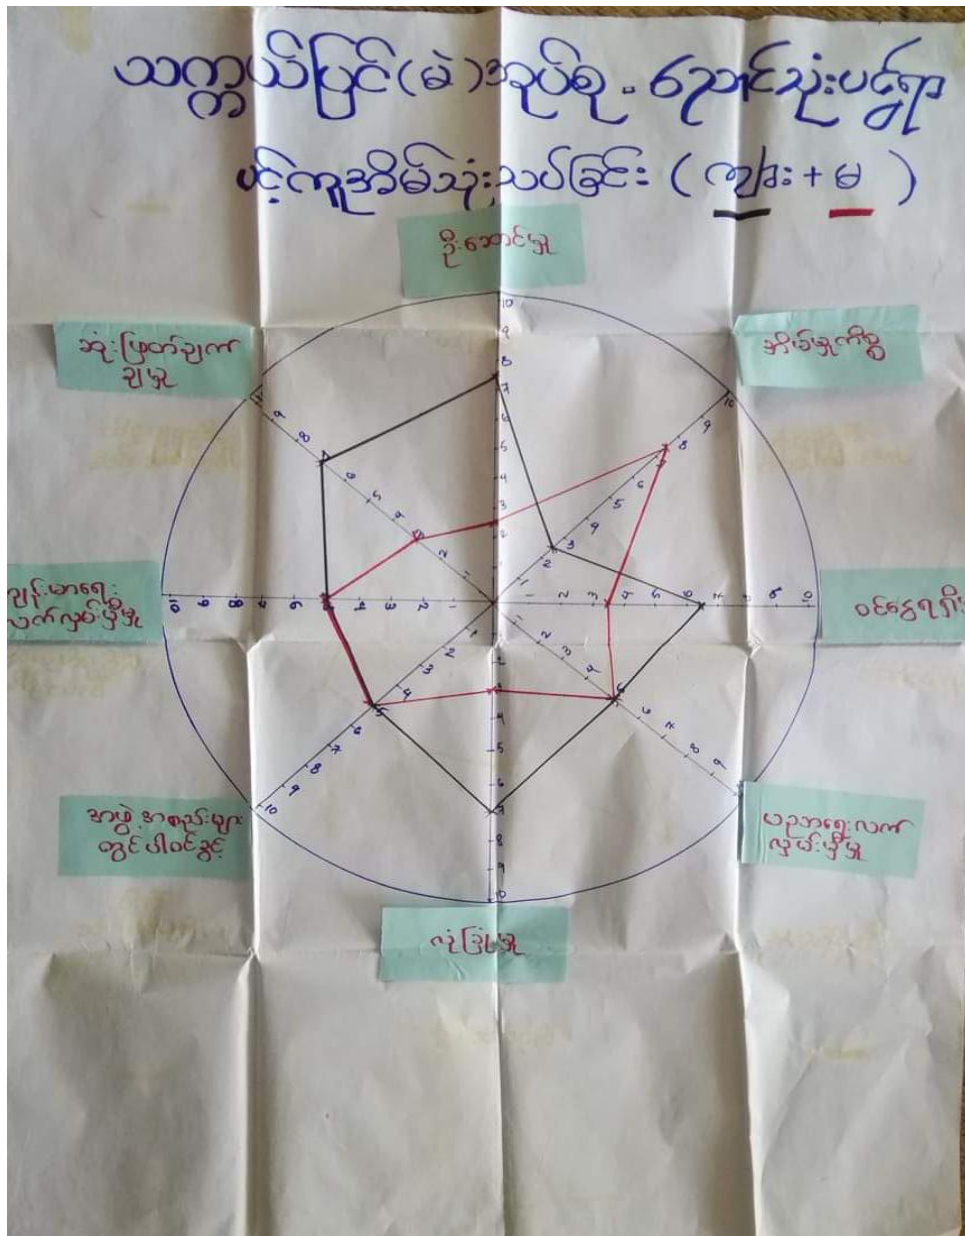 သက္ကယ်ပြင်(မဲ)အုပ်စု - ညောင်သုံးပင်ရွာ
ပင့်ကူအိမ်သုံးသပ်ခြင်း (ကျား + မ )
ဦးဆောင်မှု
ဆုံးဖြတ်ချက်
ချမှု
အိမ်မှုကိစ္စ
ကျန်းမာရေး
လက်လှမ်းမှီမှု
ဝင်ငွေရရှိမှု
အဖွဲ့အစည်းများ
တွင်ပါဝင်ခွင့်
ပညာရေးလက်
လှမ်းမှီမှု
လုံခြုံမှု